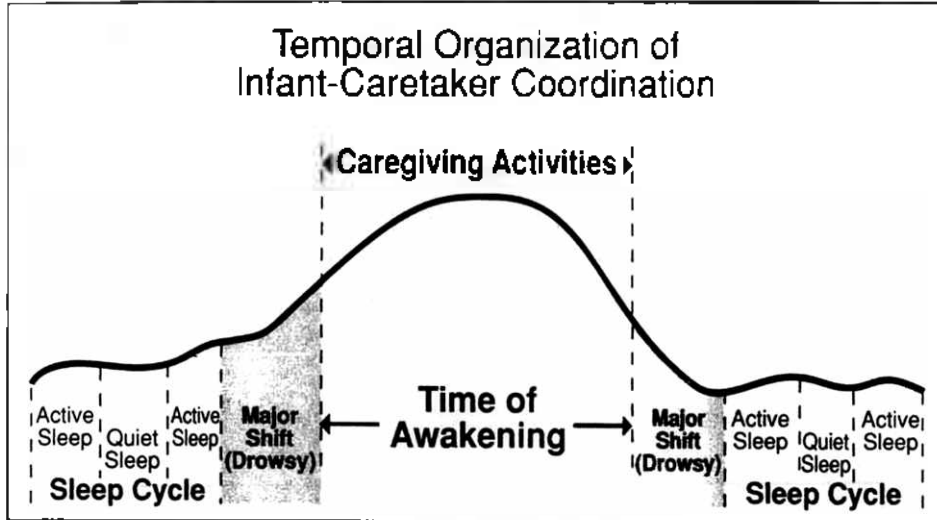 Temporal Organization of
Infant-Caretaker Coordination
Caregiving Activities
Time of
Awakening
Active
Sleep
Quiet
Sleep
Active
Sleep
Sleep Cycle
Major
Shift
(Drowsy)
Major
Shift
(Drowsy)
Active
Sleep
Quiet
Sleep
Active
Sleep
Sleep Cycle